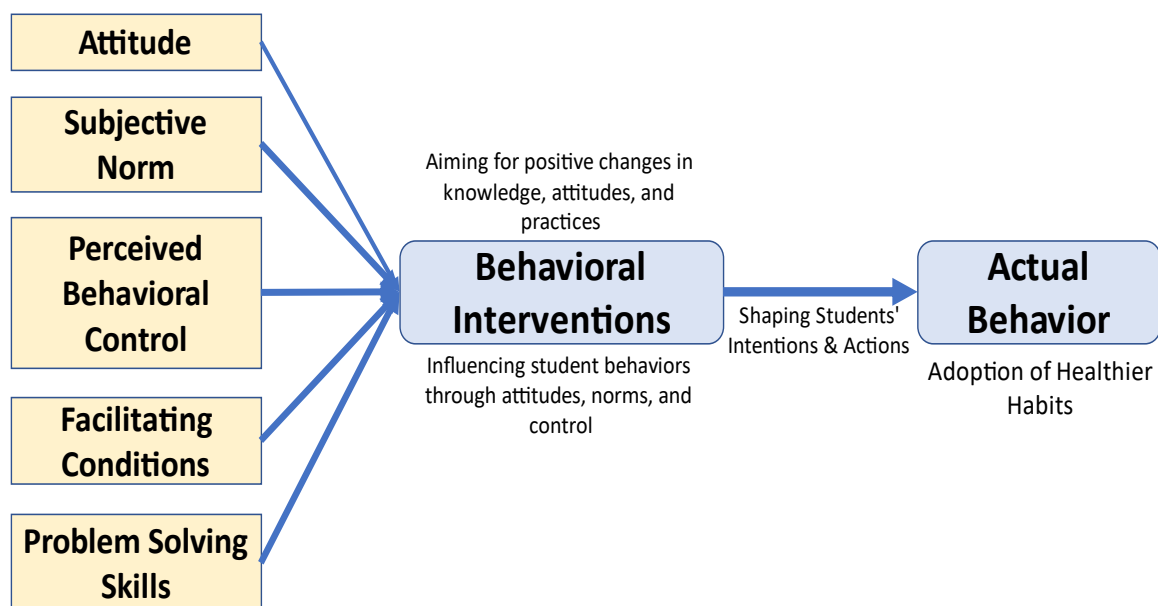 Attitude
Subjective
Norm
Perceived
Behavioral
Control
Facilitating
Conditions
Problem Solving
Skills
Aiming for positive changes in
knowledge, attitudes, and
practices
Behavioral
Interventions
Influencing student behaviors
through attitudes, norms, and
control
Shaping Students'
Intentions & Actions
Actual
Behavior
Adoption of Healthier
Habits